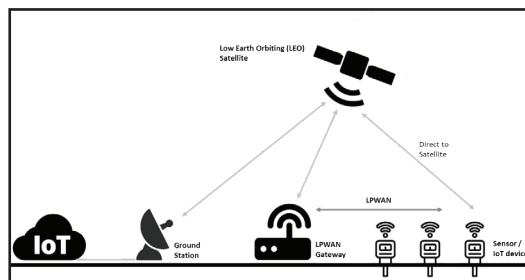 Low Earth Orbiting (LEO)
Satellite
Direct to
Satellite
LPWAN
IoT
Ground
Station
LPWAN
Gateway
Sensor /
IoT devic